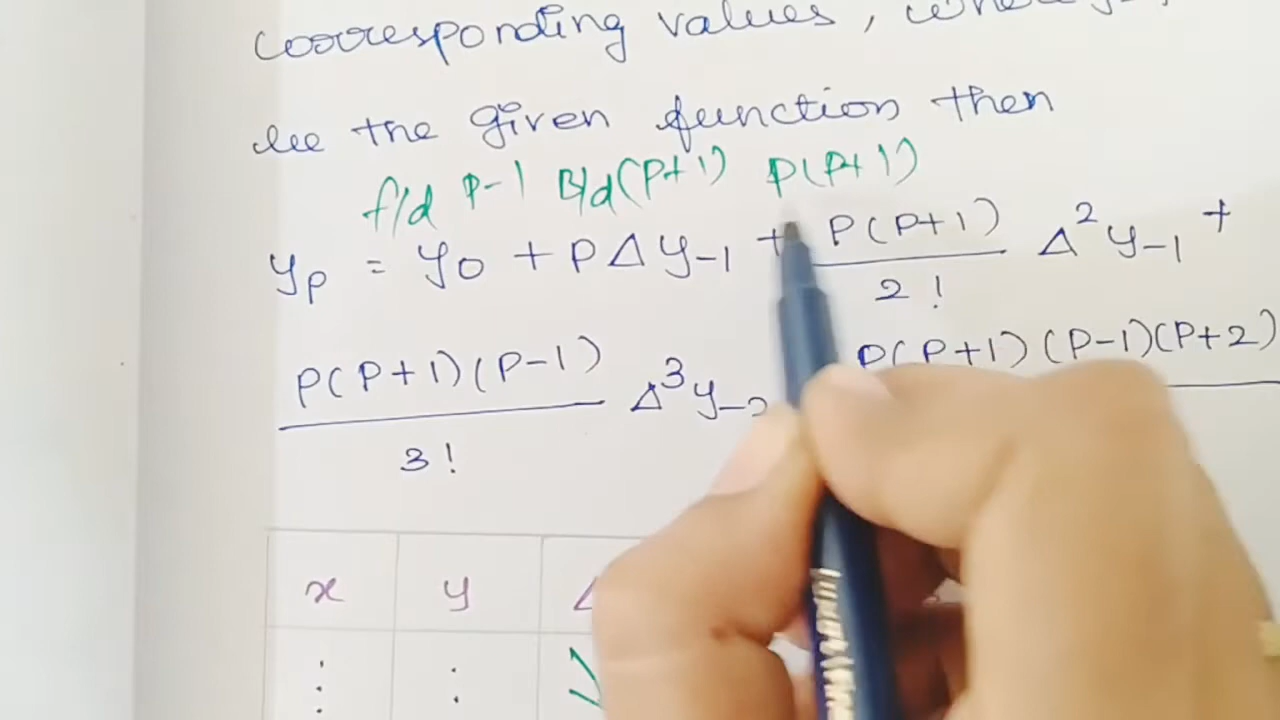 corresponding values,
be the given function then
f/d P-1 B/d(P+1) P(P+1)
yp = y0 + PΔy-1 + P(P+1)/2! Δ²y-1 +
P(P+1)(P-1)/3! Δ³y-2 P(P+1)(P-1)(P+2)
x y